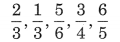 2/3, 1/3, 5/6, 3/4, 6/5